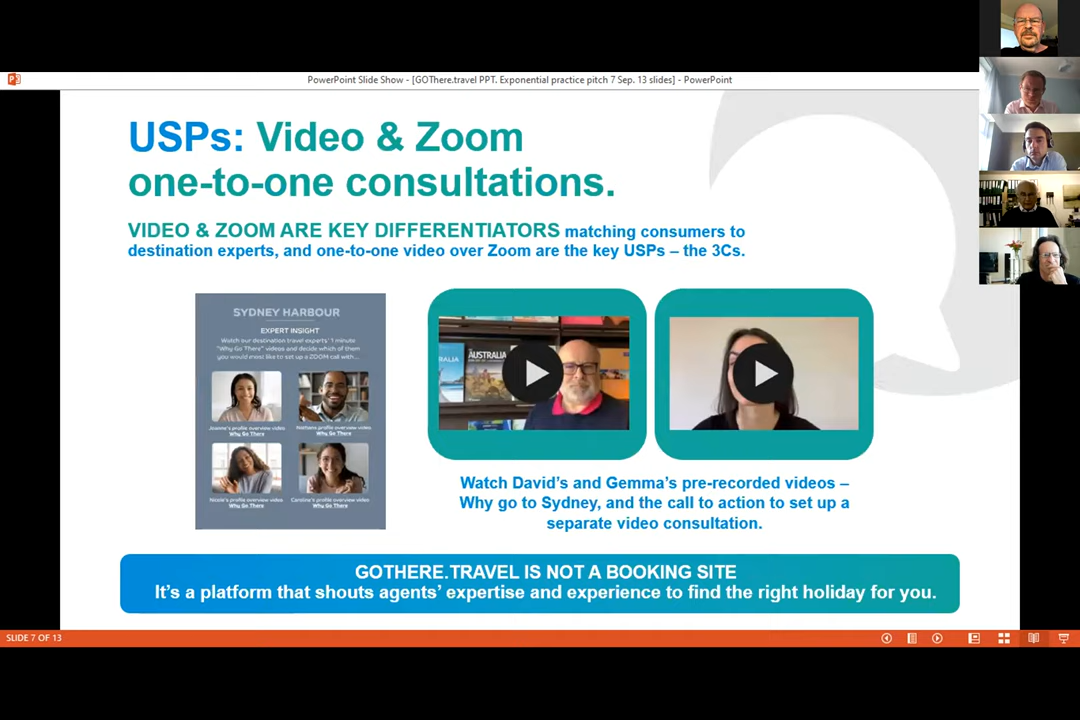 PowerPoint Slide Show - [GOThere.travel PPT. Exponential practice pitch 7 Sep. 13 slides] - PowerPoint
USPs: Video & Zoom
one-to-one consultations.
VIDEO & ZOOM ARE KEY DIFFERENTIATORS matching consumers to
destination experts, and one-to-one video over Zoom are the key USPs – the 3Cs.
SYDNEY HARBOUR
EXPERT INSIGHT
Watch our destination travel experts' 1 minute
"Why Go There" videos and decide which of them
you would most like to set up a ZOOM call with...
Joanne's profile overview video
Why Go There
Nathans profile overview video
Why Go There
Nicole's profile overview video
Why Go There
Caroline's profile overview video
Why Go There
AUSTRALIA
Watch David's and Gemma's pre-recorded videos –
Why go to Sydney, and the call to action to set up a
separate video consultation.
GOTHERE.TRAVEL IS NOT A BOOKING SITE
It's a platform that shouts agents' expertise and experience to find the right holiday for you.
SLIDE 7 OF 13